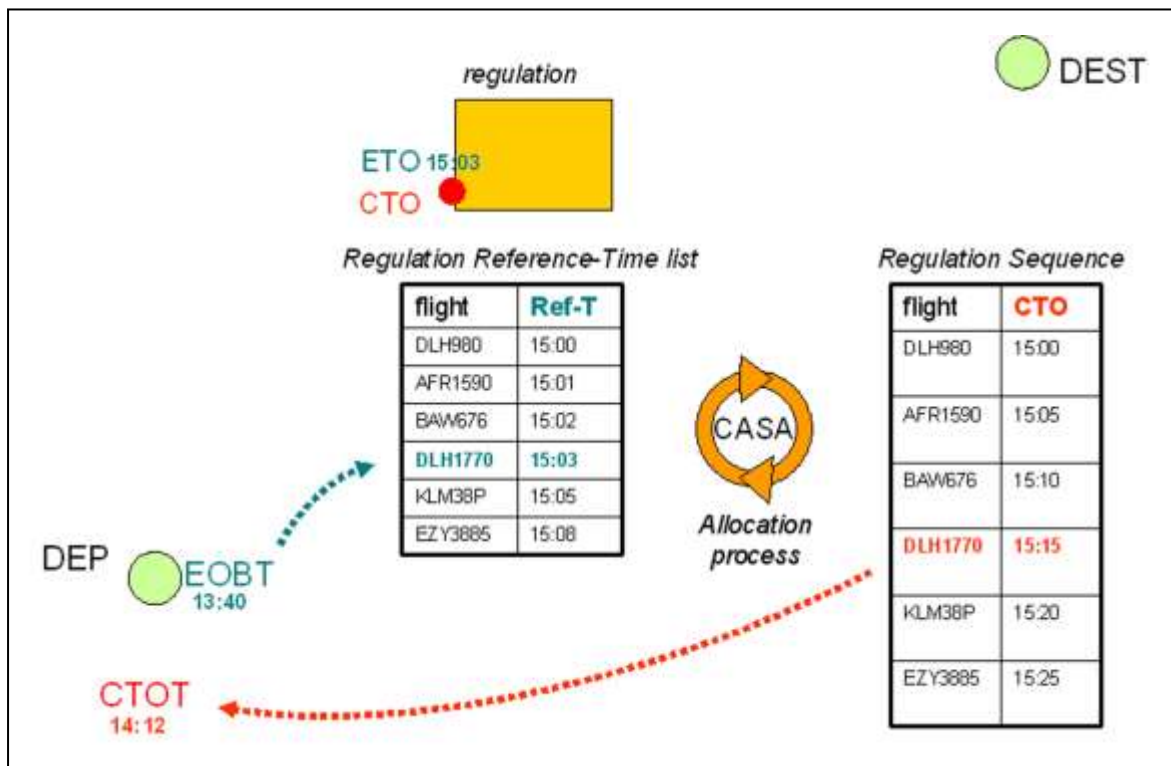 regulation
DEST
ETO 15:03
CTO
Regulation Reference-Time list
flight Ref-T
DLH980 15:00
AFR1590 15:01
BAW676 15:02
DLH1770 15:03
KLM38P 15:05
EZY3885 15:08
CASA
Allocation
process
Regulation Sequence
flight CTO
DLH980 15:00
AFR1590 15:05
BAW676 15:10
DLH1770 15:15
KLM38P 15:20
EZY3885 15:25
DEP
EOBT
13:40
CTOT
14:12